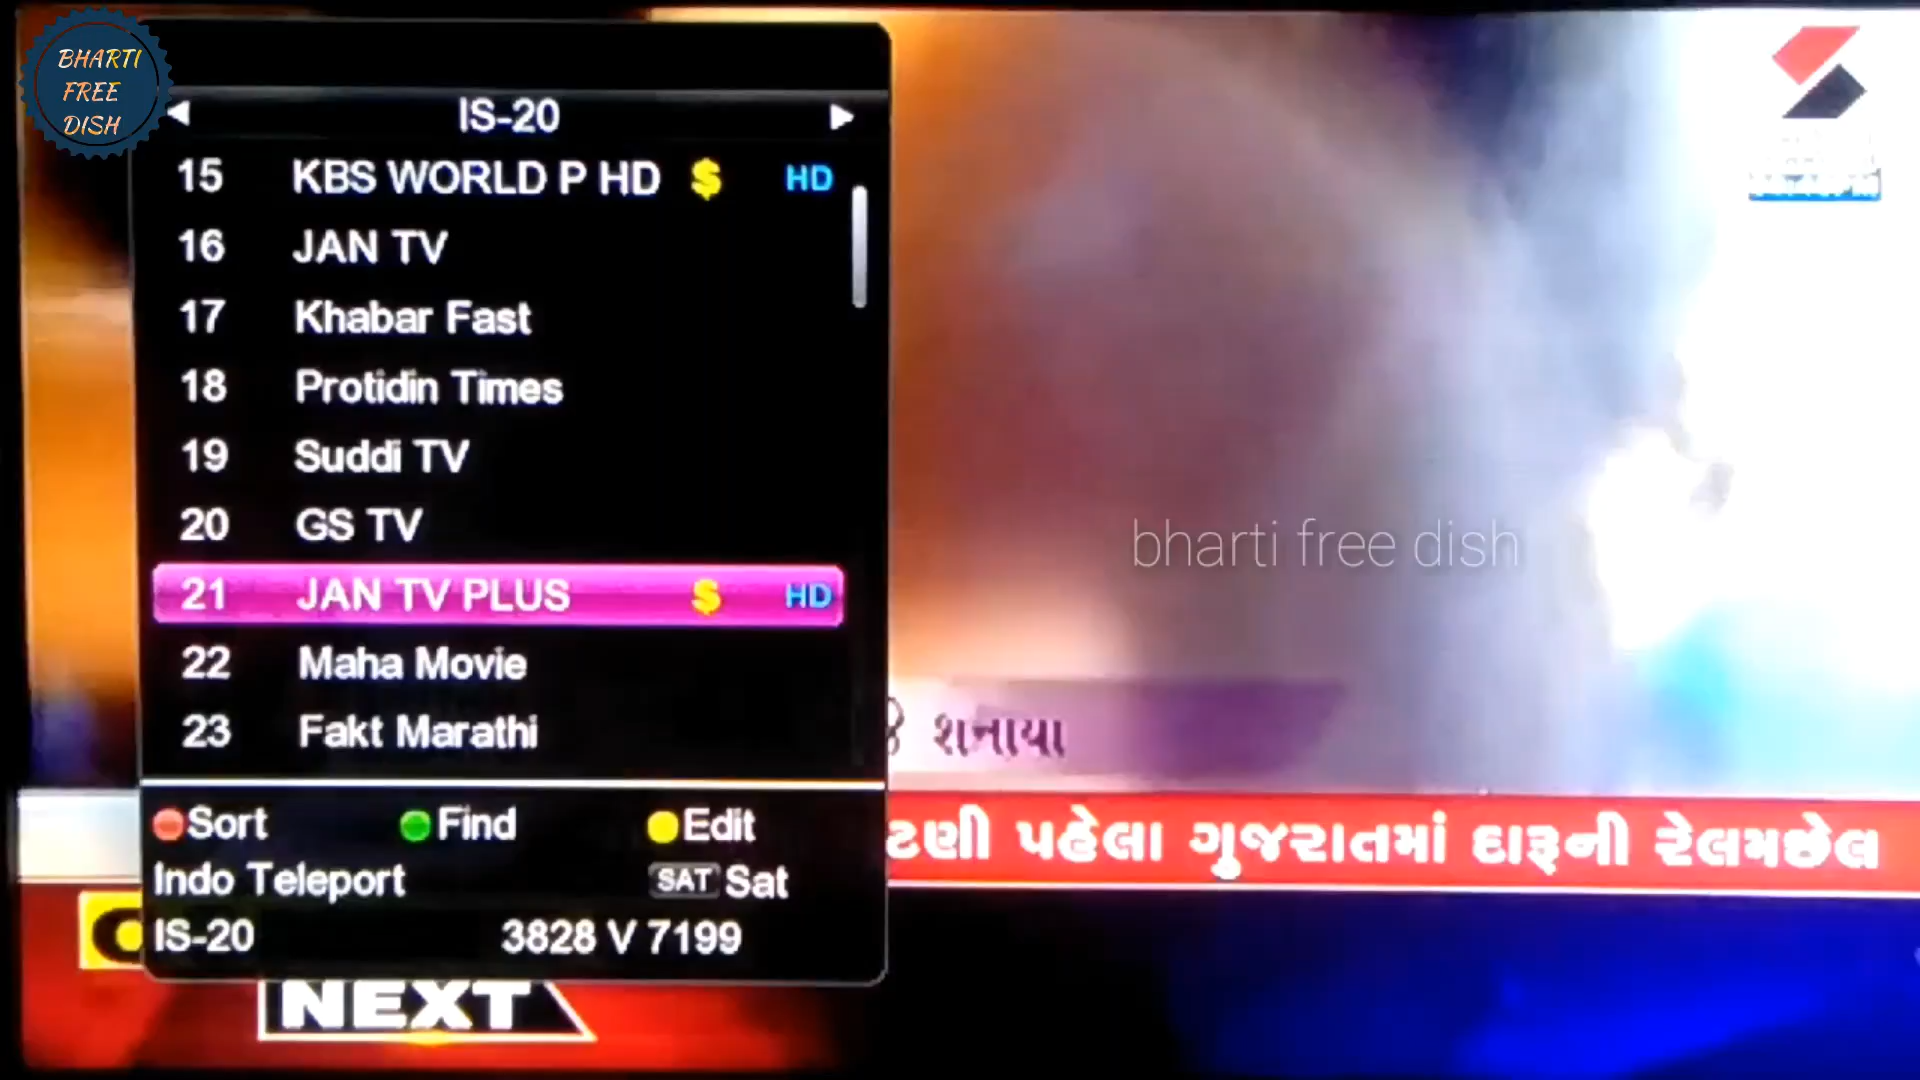 BHARTI
FREE
DISH
IS-20
15 KBS WORLD P HD $ HD
16 JAN TV
17 Khabar Fast
18 Protidin Times
19 Suddi TV
20 GS TV
21 JAN TV PLUS $ HD
22 Maha Movie
23 Fakt Marathi
Sort Find Edit
Indo Teleport SAT Sat
IS-20 3828 V 7199
bharti free dish
શનાયા
ટણી પહેલા ગુજરાતમાં દારૂની રેલમછેલ
NEXT